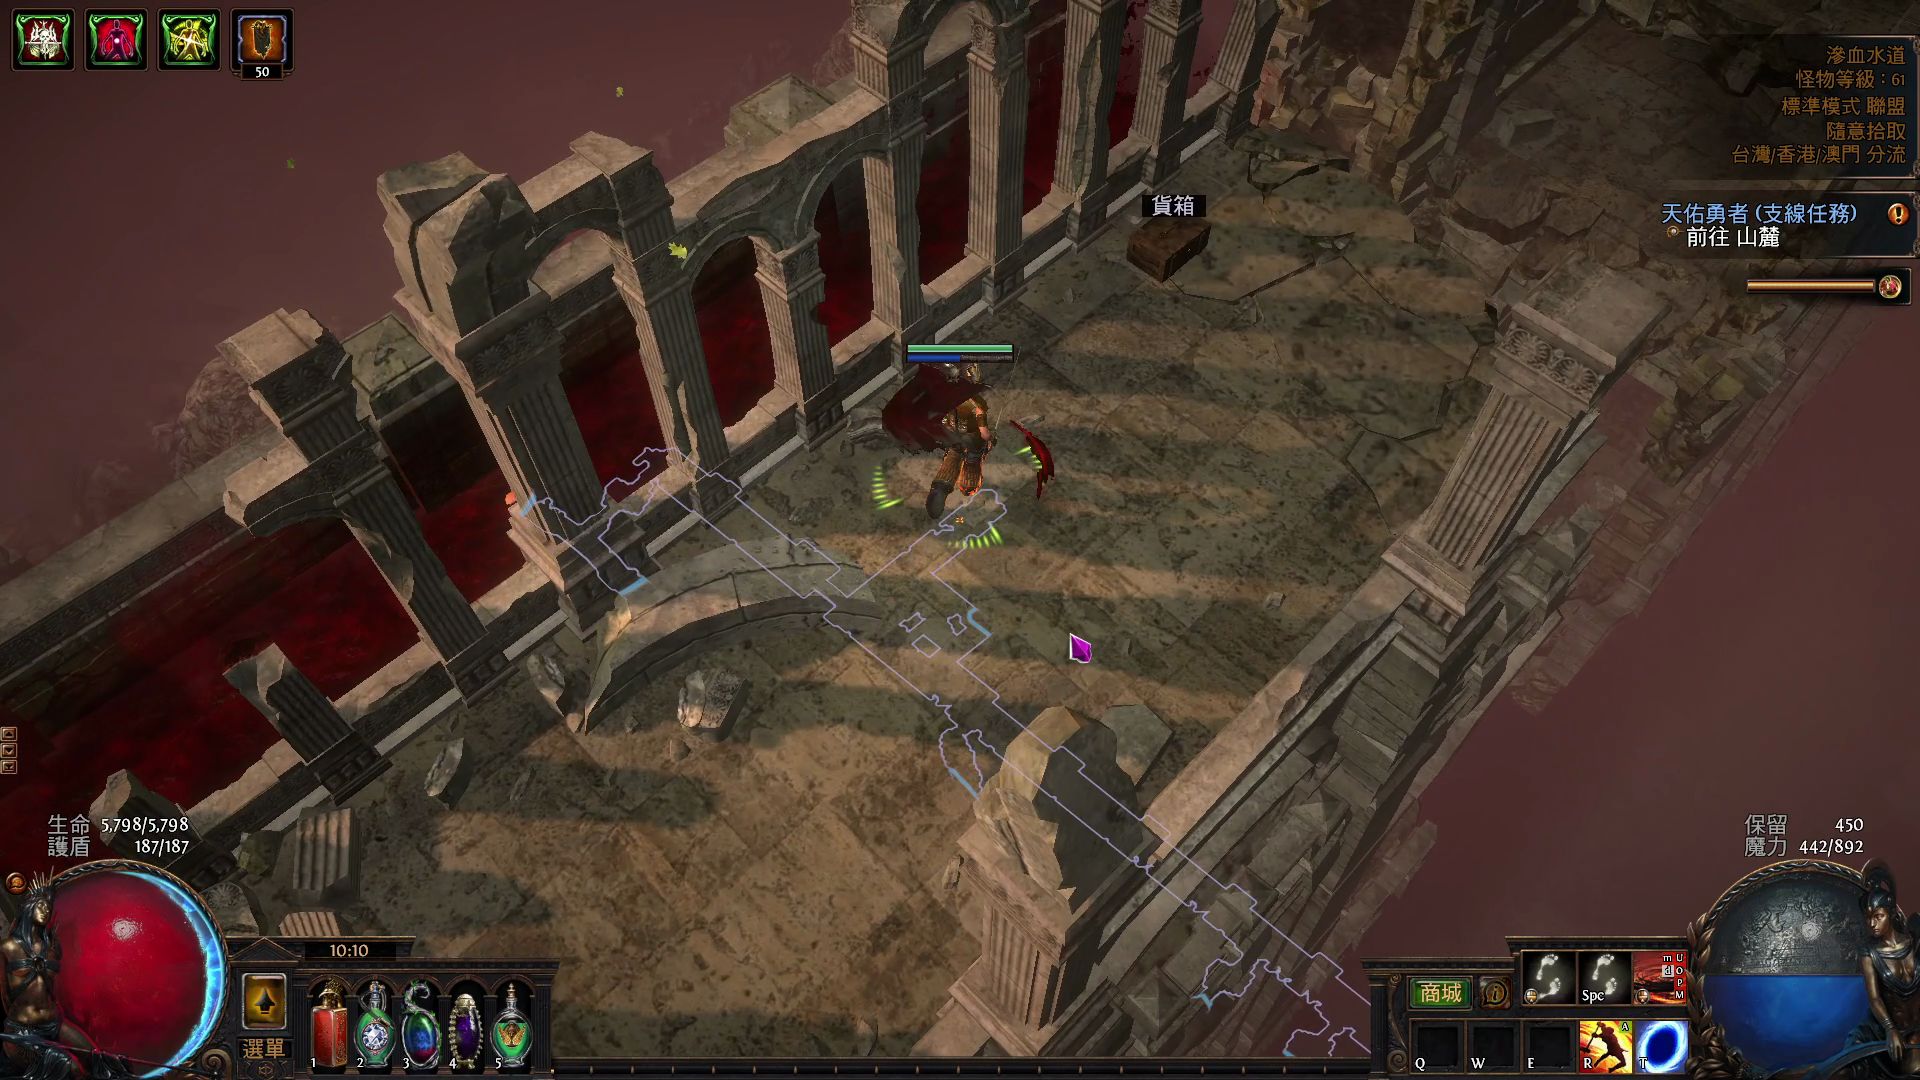 50
滲血水道
怪物等級：61
標準模式 聯盟
隨意拾取
台灣/香港/澳門 分流
天佑勇者 (支線任務)
前往 山麓
貨箱
生命 5,798/5,798
護盾 187/187
保留 450
魔力 442/892
10:10
選單
1 2 3 4 5
商城
Spc
Q W E R T
A